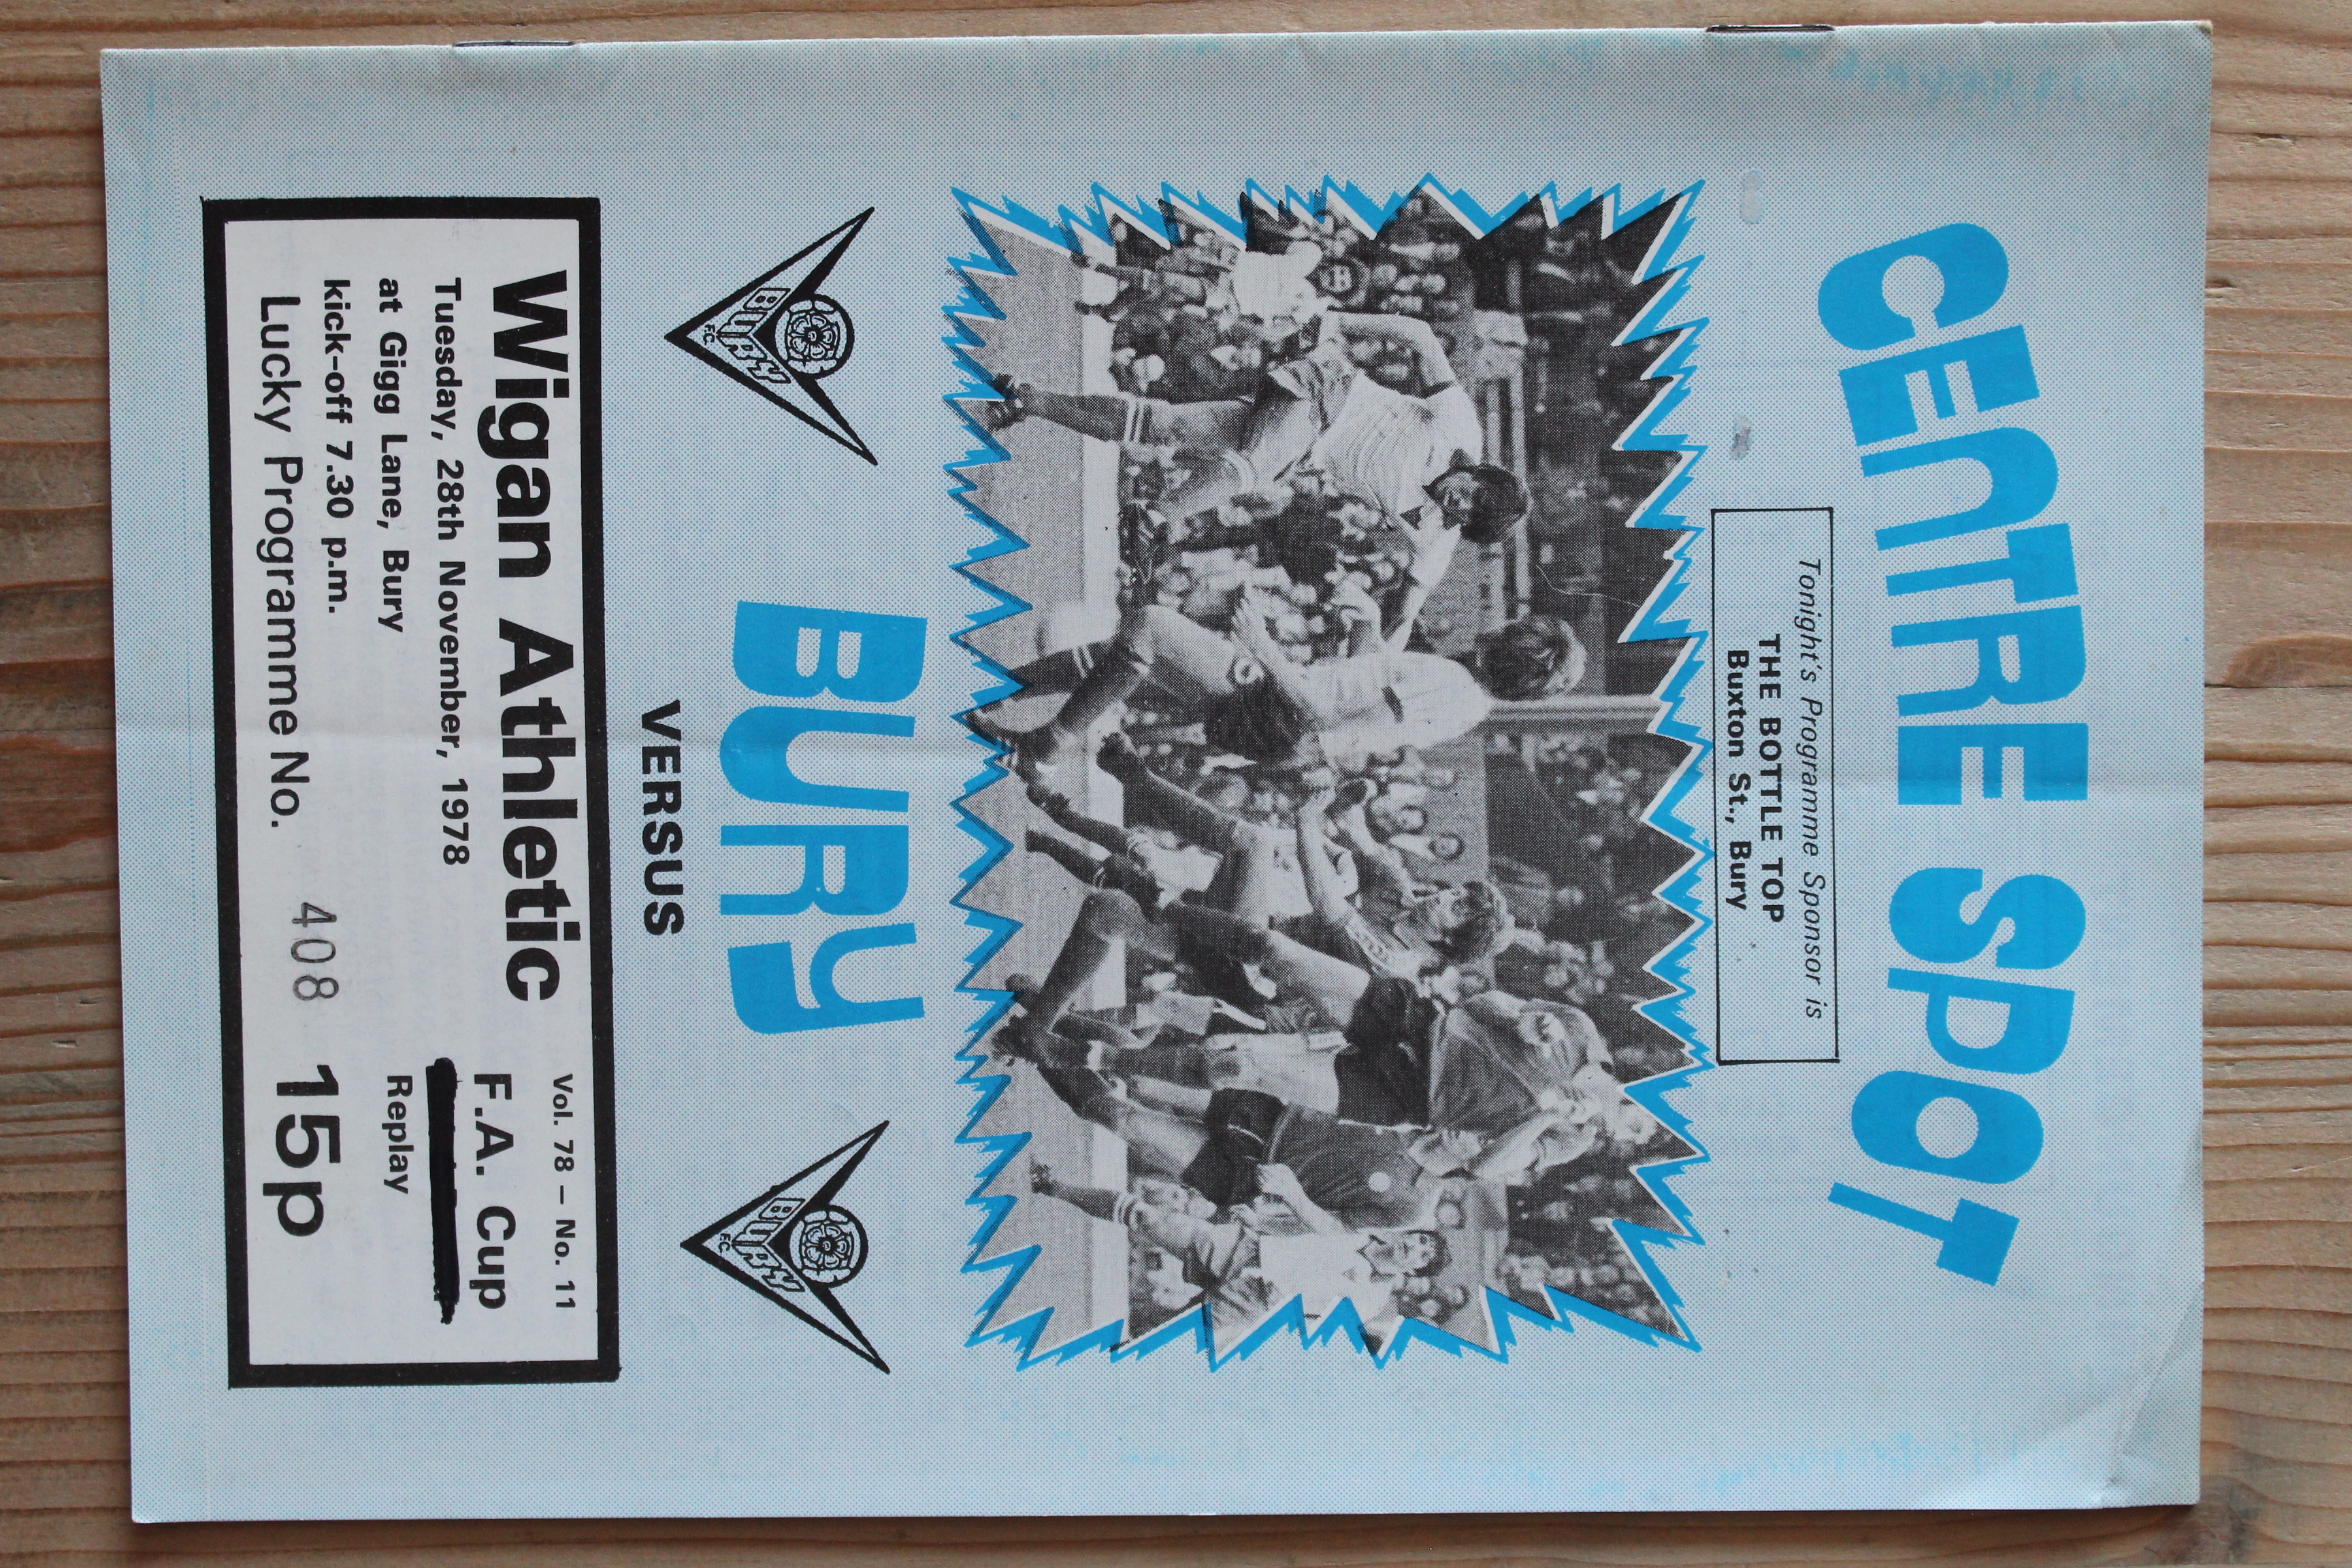 CENTRE SPOT
Tonight's Programme Sponsor is
THE BOTTLE TOP
Buxton St., Bury
BURY
F.C.
BURY
BURY
F.C.
VERSUS
Wigan Athletic
Tuesday, 28th November, 1978
at Gigg Lane, Bury
kick-off 7.30 p.m.
Lucky Programme No. 408
Vol. 78 – No. 11
F.A. Cup
Replay
15p